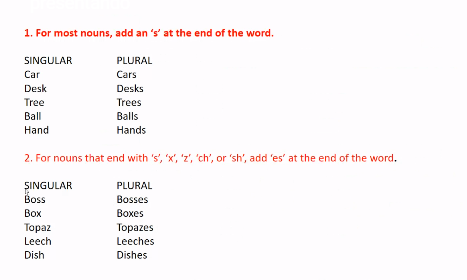 1. For most nouns, add an ‘s’ at the end of the word.
SINGULAR PLURAL
Car Cars
Desk Desks
Tree Trees
Ball Balls
Hand Hands
2. For nouns that end with ‘s’, ‘x’, ‘z’, ‘ch’, or ‘sh’, add ‘es’ at the end of the word.
SINGULAR PLURAL
Boss Bosses
Box Boxes
Topaz Topazes
Leech Leeches
Dish Dishes